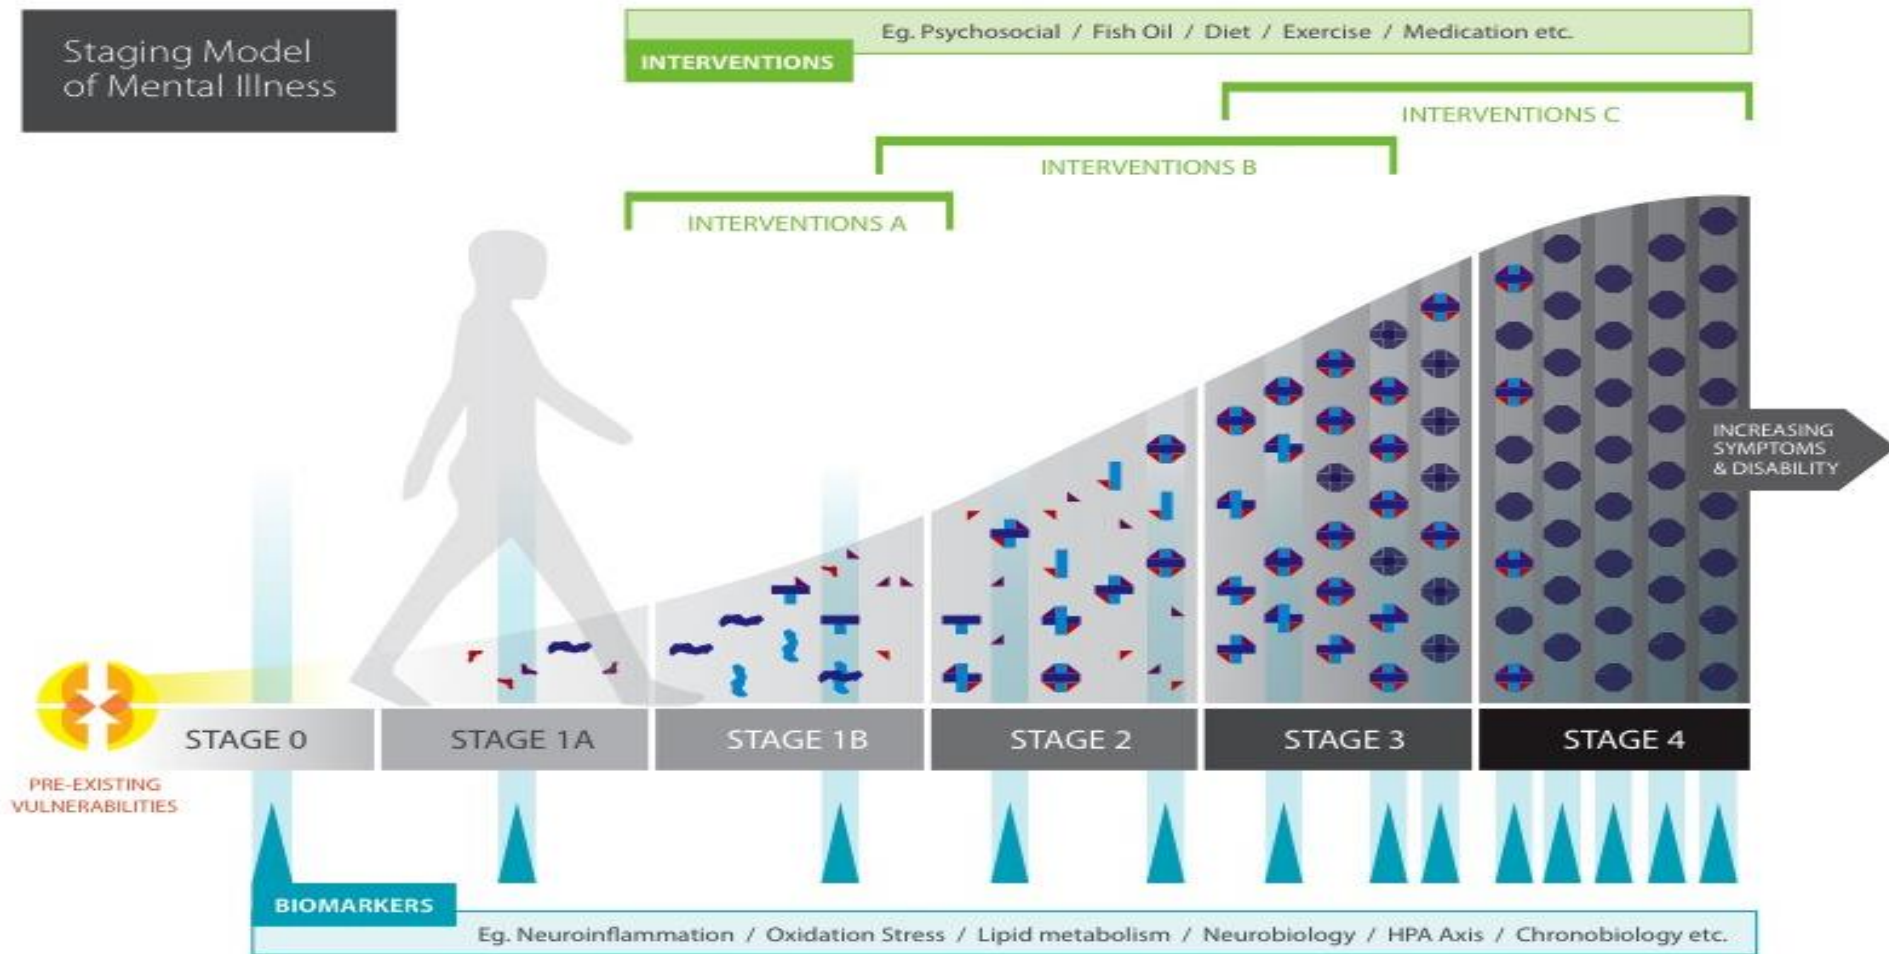 Staging Model
of Mental Illness
Eg. Psychosocial / Fish Oil / Diet / Exercise / Medication etc.
INTERVENTIONS
INTERVENTIONS C
INTERVENTIONS B
INTERVENTIONS A
INCREASING
SYMPTOMS
& DISABILITY
STAGE 0
STAGE 1A
STAGE 1B
STAGE 2
STAGE 3
STAGE 4
PRE-EXISTING
VULNERABILITIES
BIOMARKERS
Eg. Neuroinflammation / Oxidation Stress / Lipid metabolism / Neurobiology / HPA Axis / Chronobiology etc.